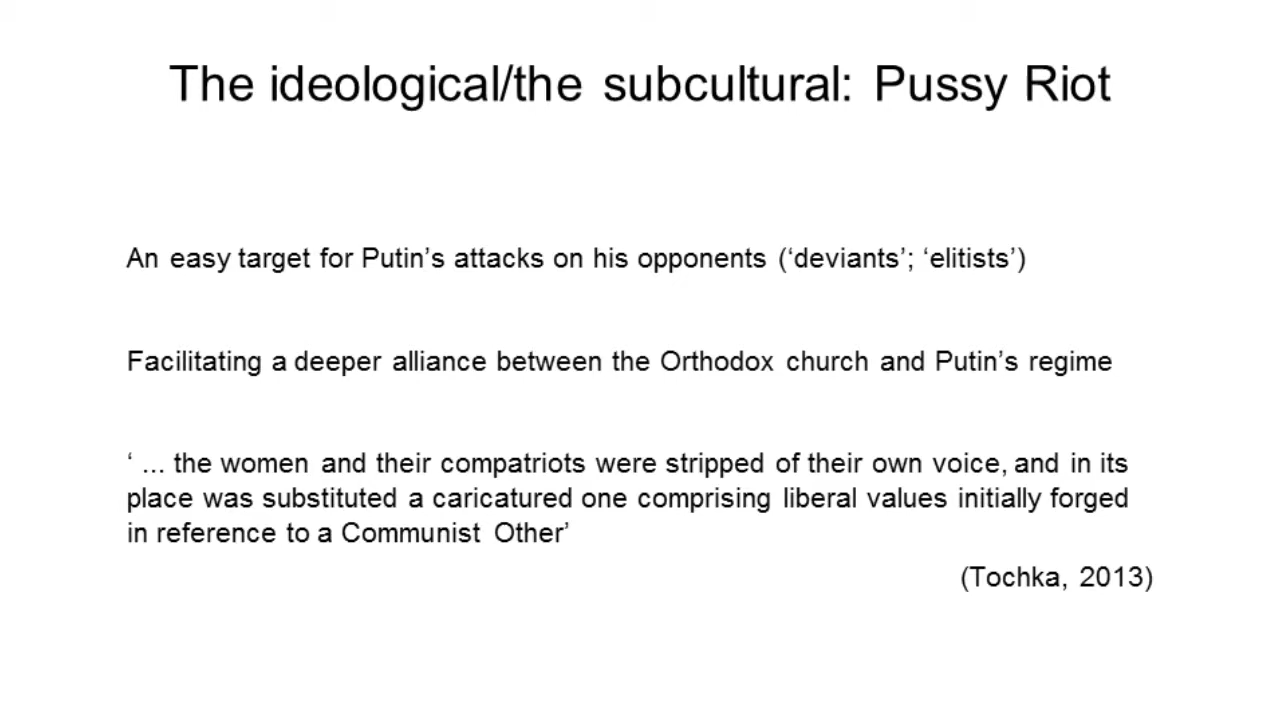 The ideological/the subcultural: Pussy Riot
An easy target for Putin’s attacks on his opponents (‘deviants’; ‘elitists’)
Facilitating a deeper alliance between the Orthodox church and Putin’s regime
‘ ... the women and their compatriots were stripped of their own voice, and in its
place was substituted a caricatured one comprising liberal values initially forged
in reference to a Communist Other’
(Tochka, 2013)